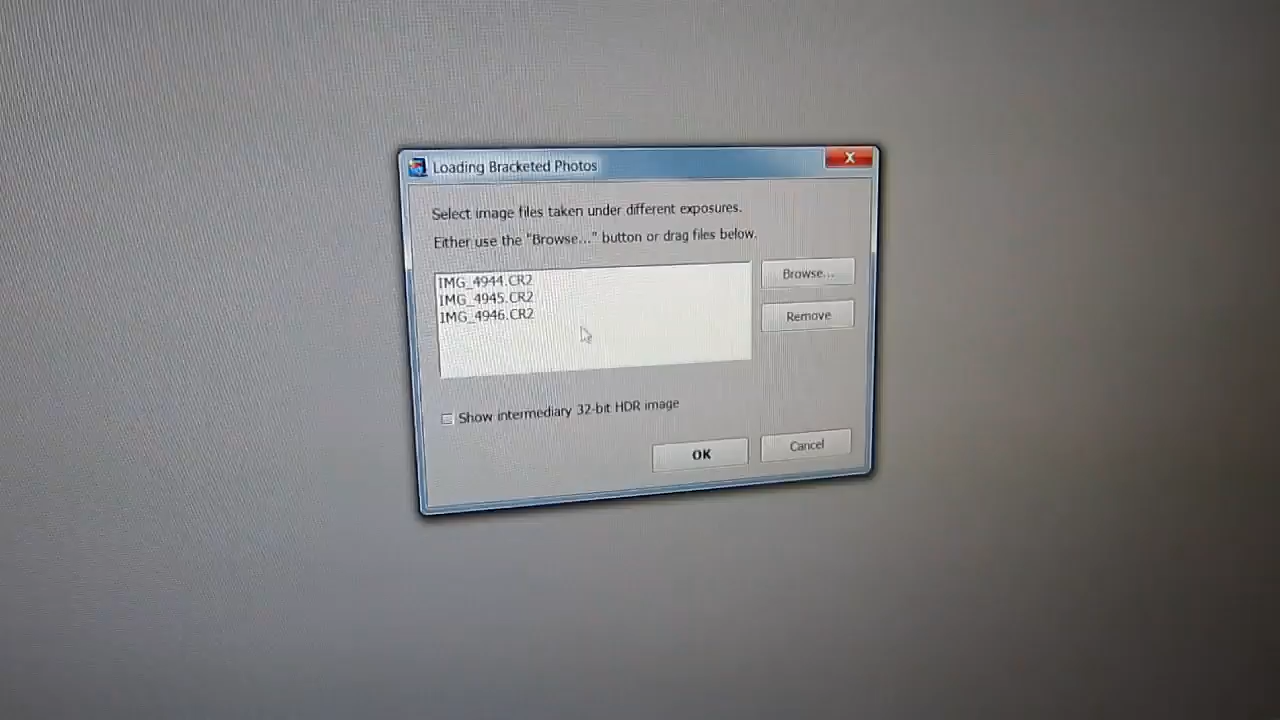 Loading Bracketed Photos
X
Select image files taken under different exposures.
Either use the "Browse..." button or drag files below.
IMG_4944.CR2
IMG_4945.CR2
IMG_4946.CR2
Browse...
Remove
Show intermediary 32-bit HDR image
OK
Cancel